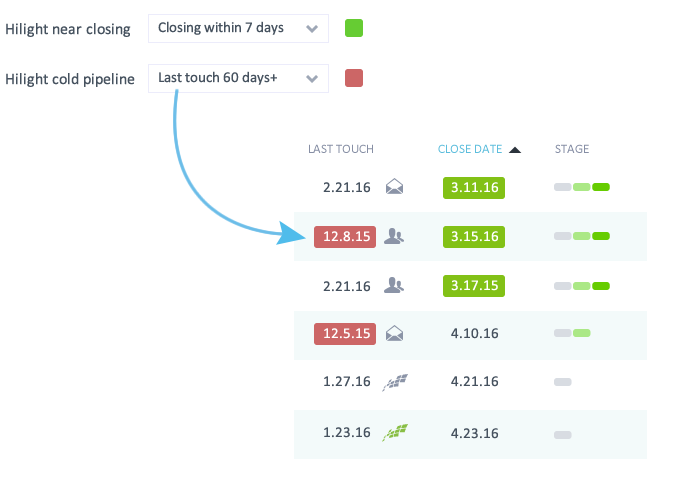 Hilight near closing Closing within 7 days
Hilight cold pipeline Last touch 60 days+
LAST TOUCH CLOSE DATE STAGE
2.21.16 3.11.16
12.8.15 3.15.16
2.21.16 3.17.15
12.5.15 4.10.16
1.27.16 4.21.16
1.23.16 4.23.16